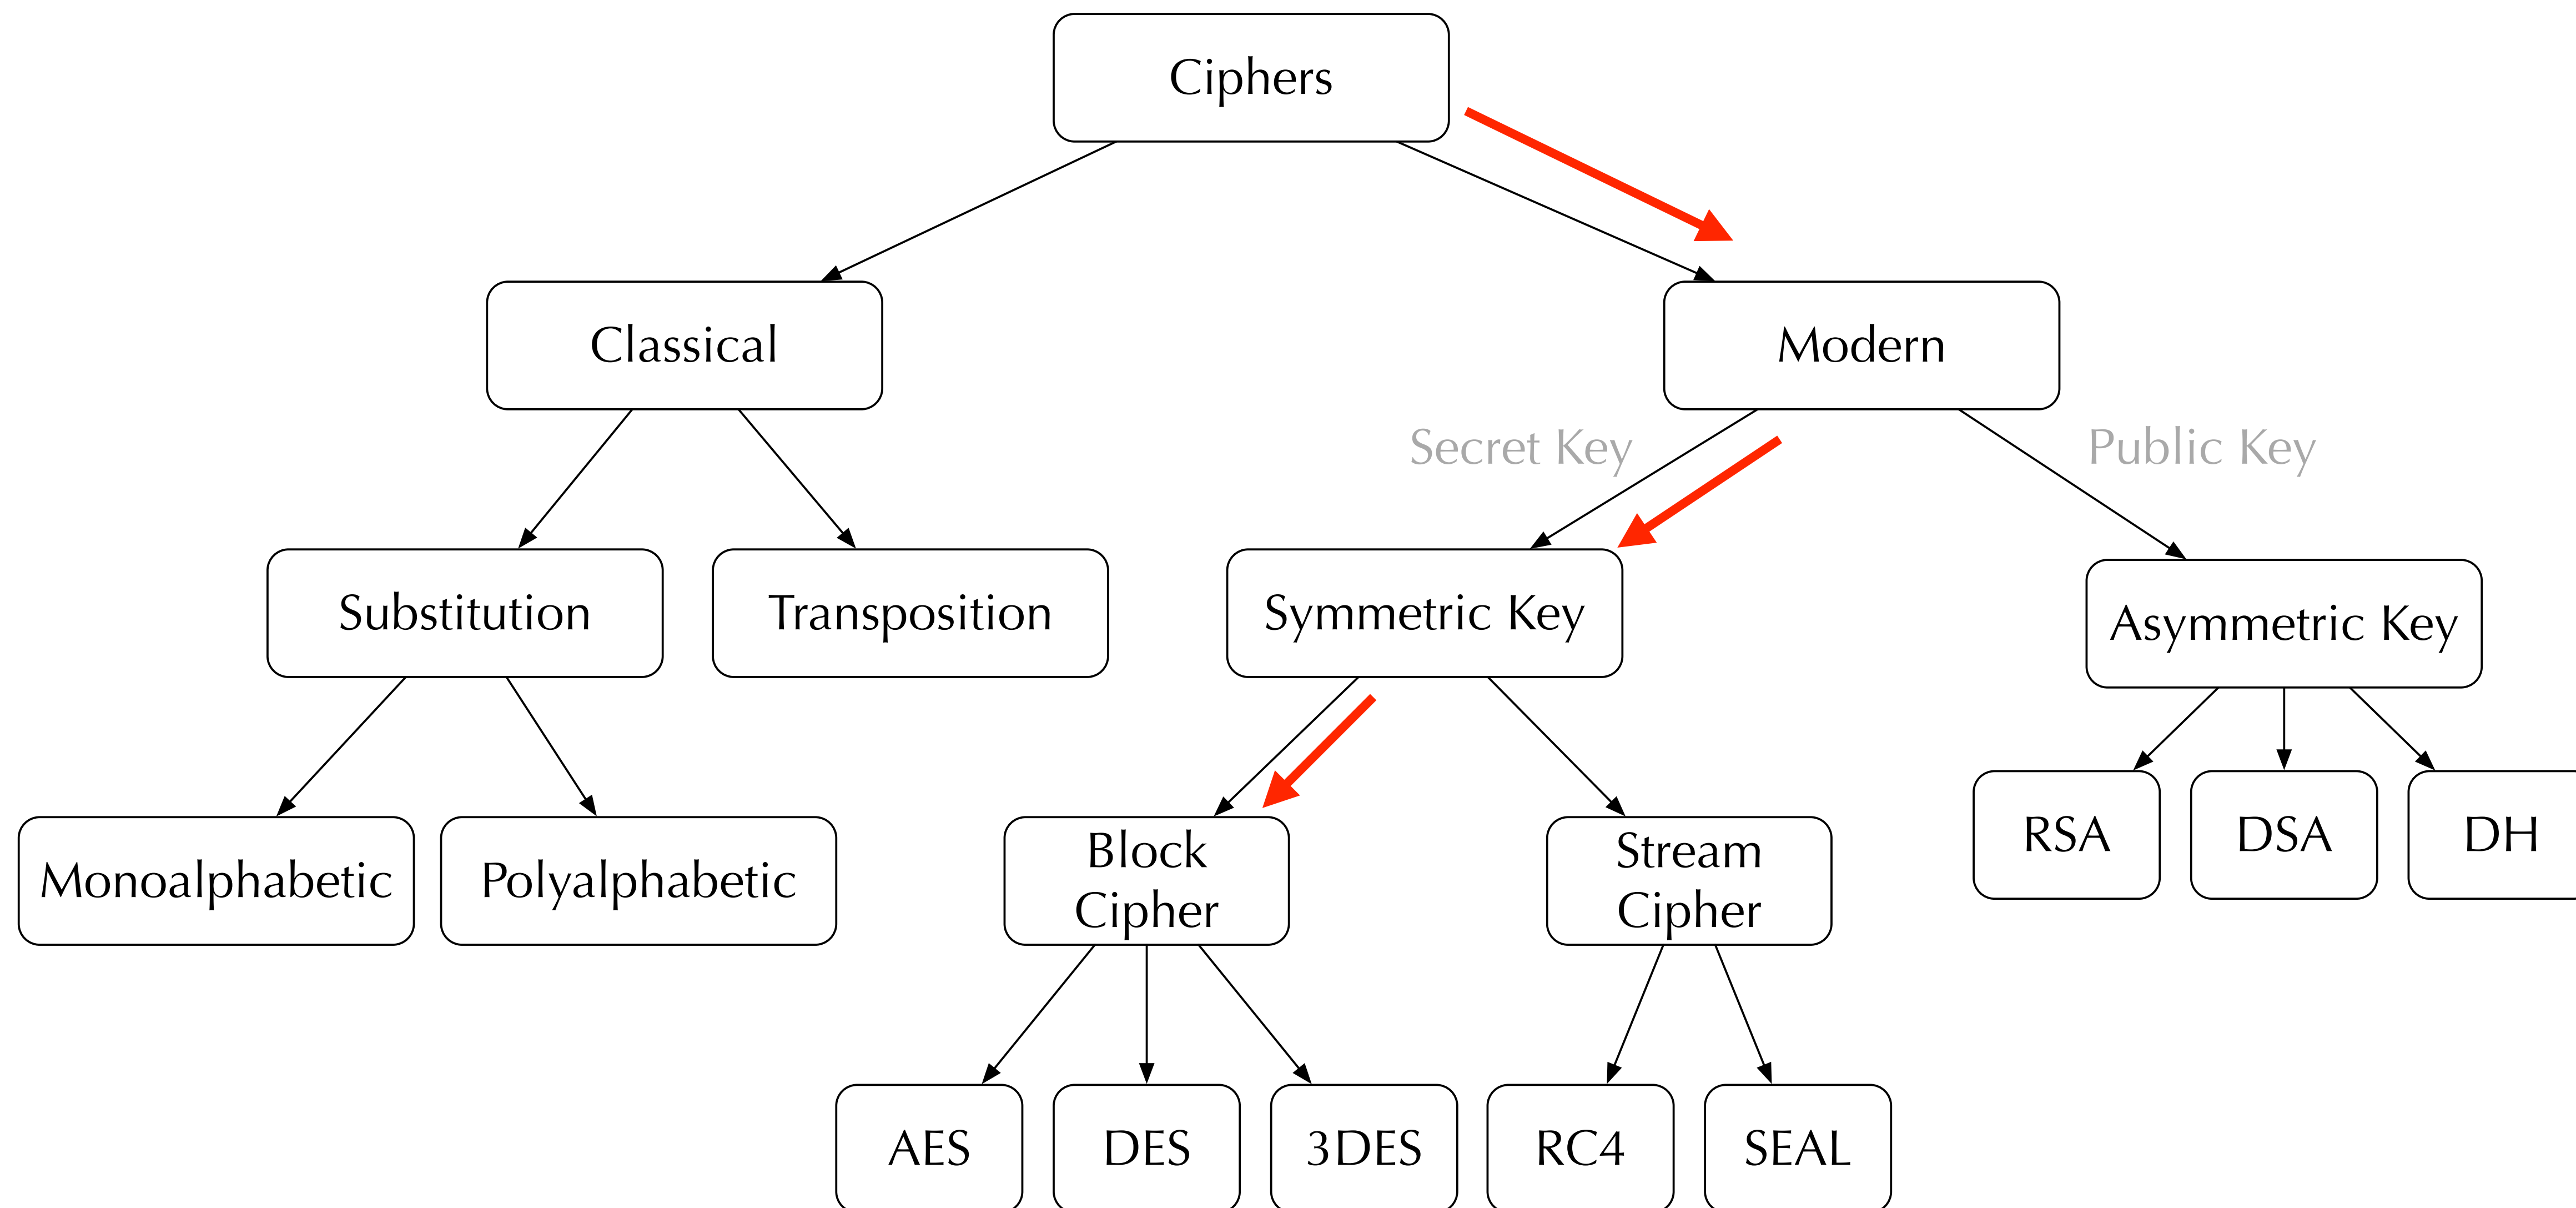 Ciphers
Classical
Modern
Secret Key
Public Key
Substitution
Transposition
Symmetric Key
Asymmetric Key
Monoalphabetic
Polyalphabetic
Block
Cipher
Stream
Cipher
RSA
DSA
DH
AES
DES
3DES
RC4
SEAL